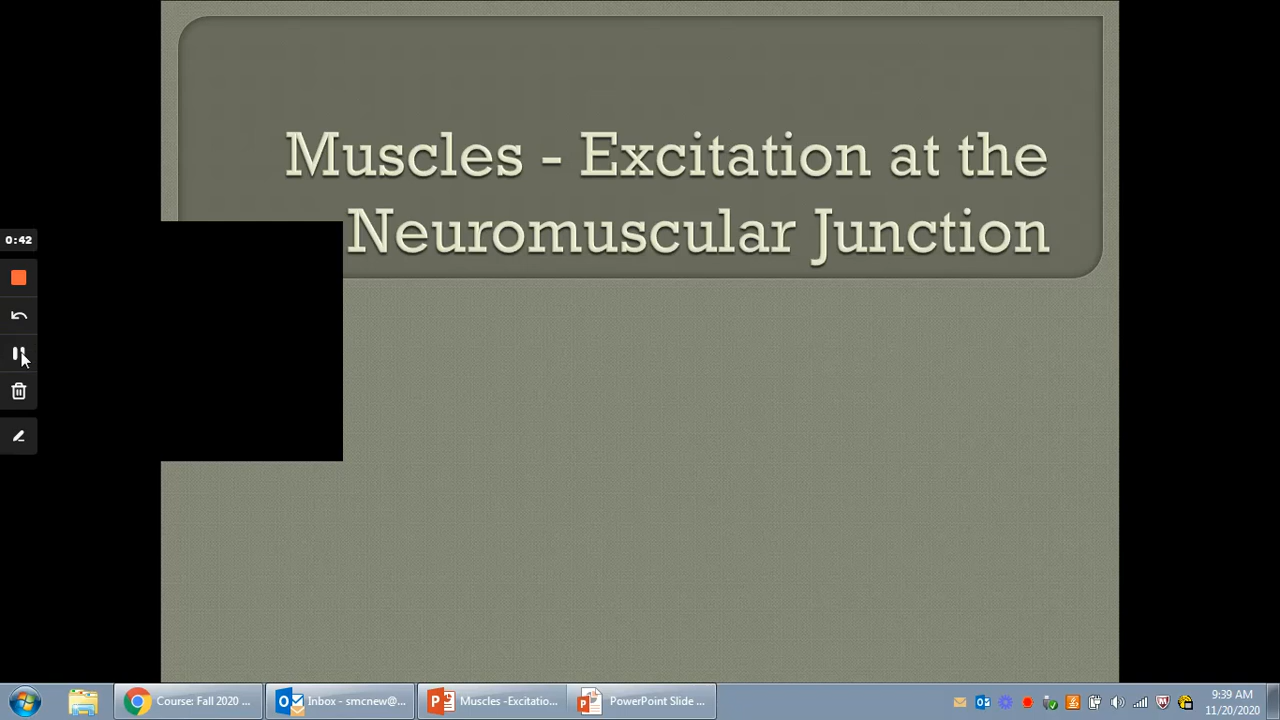 Muscles - Excitation at the
Neuromuscular Junction
0:42
Course: Fall 2020 ...
Inbox - smcnew@...
Muscles -Excitatio...
PowerPoint Slide ...
9:39 AM
11/20/2020